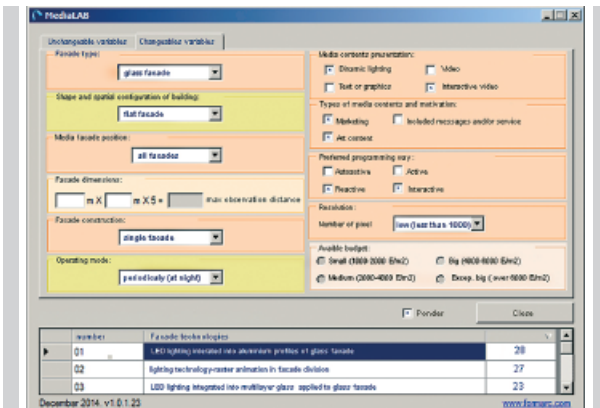 MediaLAB
Unchangeable variables
Changeables variables
Faxade type:
glass faxade
Shape and spatial configuration of building:
flat facade
Media facade position:
all facades
Facade dimensions:
m X m X 5 = max observation distance
Facade construction:
single facade
Operating mode:
periodicaly (at night)
Media contents presentation:
Dinamic lighting
Video
Text or graphics
Interactive video
Types of media contents and motivation:
Marketing
Included messages and/or service
Art content
Preferred programming way:
Autoactive
Active
Reactive
Interactive
Resolution:
Number of pixel
low (less than 1000)
Avaible budget:
Small (1000-2000 E/m2)
Big (4000-6000 E/m2)
Medium (2000-4000 E/m2)
Excep. big (over 6000 E/m2)
Ponder
Close
number
Faxade technologies
01
LED lighting interated into aluminium profiles of glass facade
28
02
lighting technology-raster animation in facade division
27
03
LED lighting integrated into multilayer glass applied to glass facade
23
December 2014. v1.0.1.23
www.formarc.com